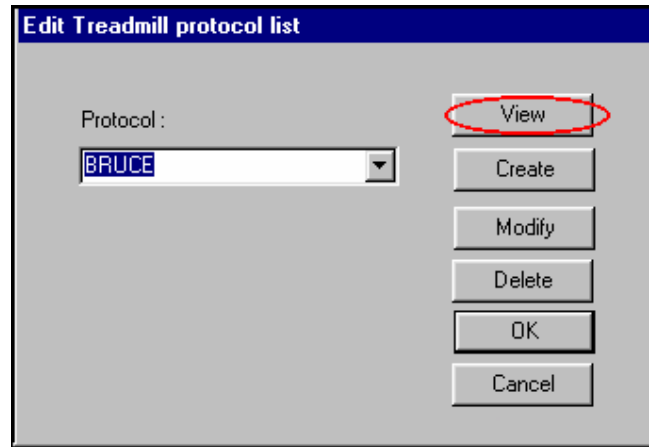 Edit Treadmill protocol list
Protocol :
BRUCE
View
Create
Modify
Delete
OK
Cancel